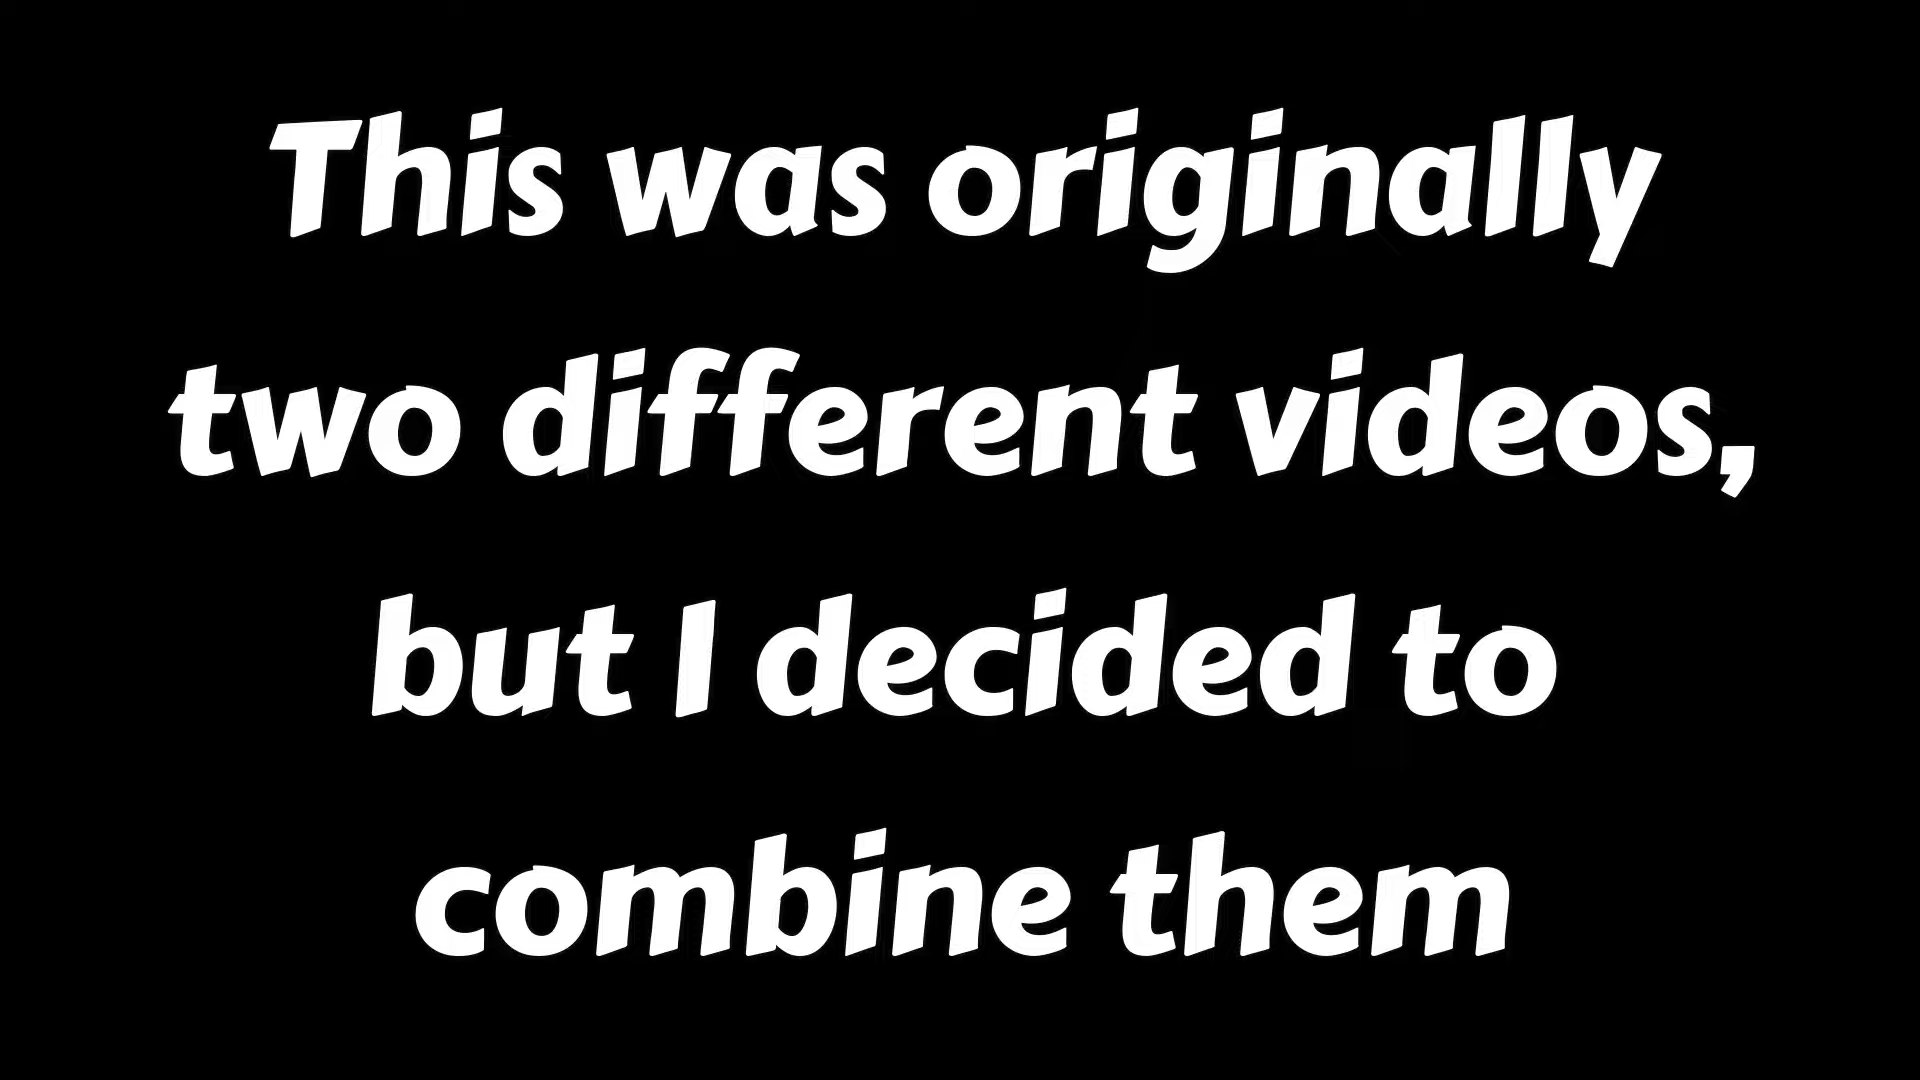 This was originally
two different videos,
but I decided to
combine them